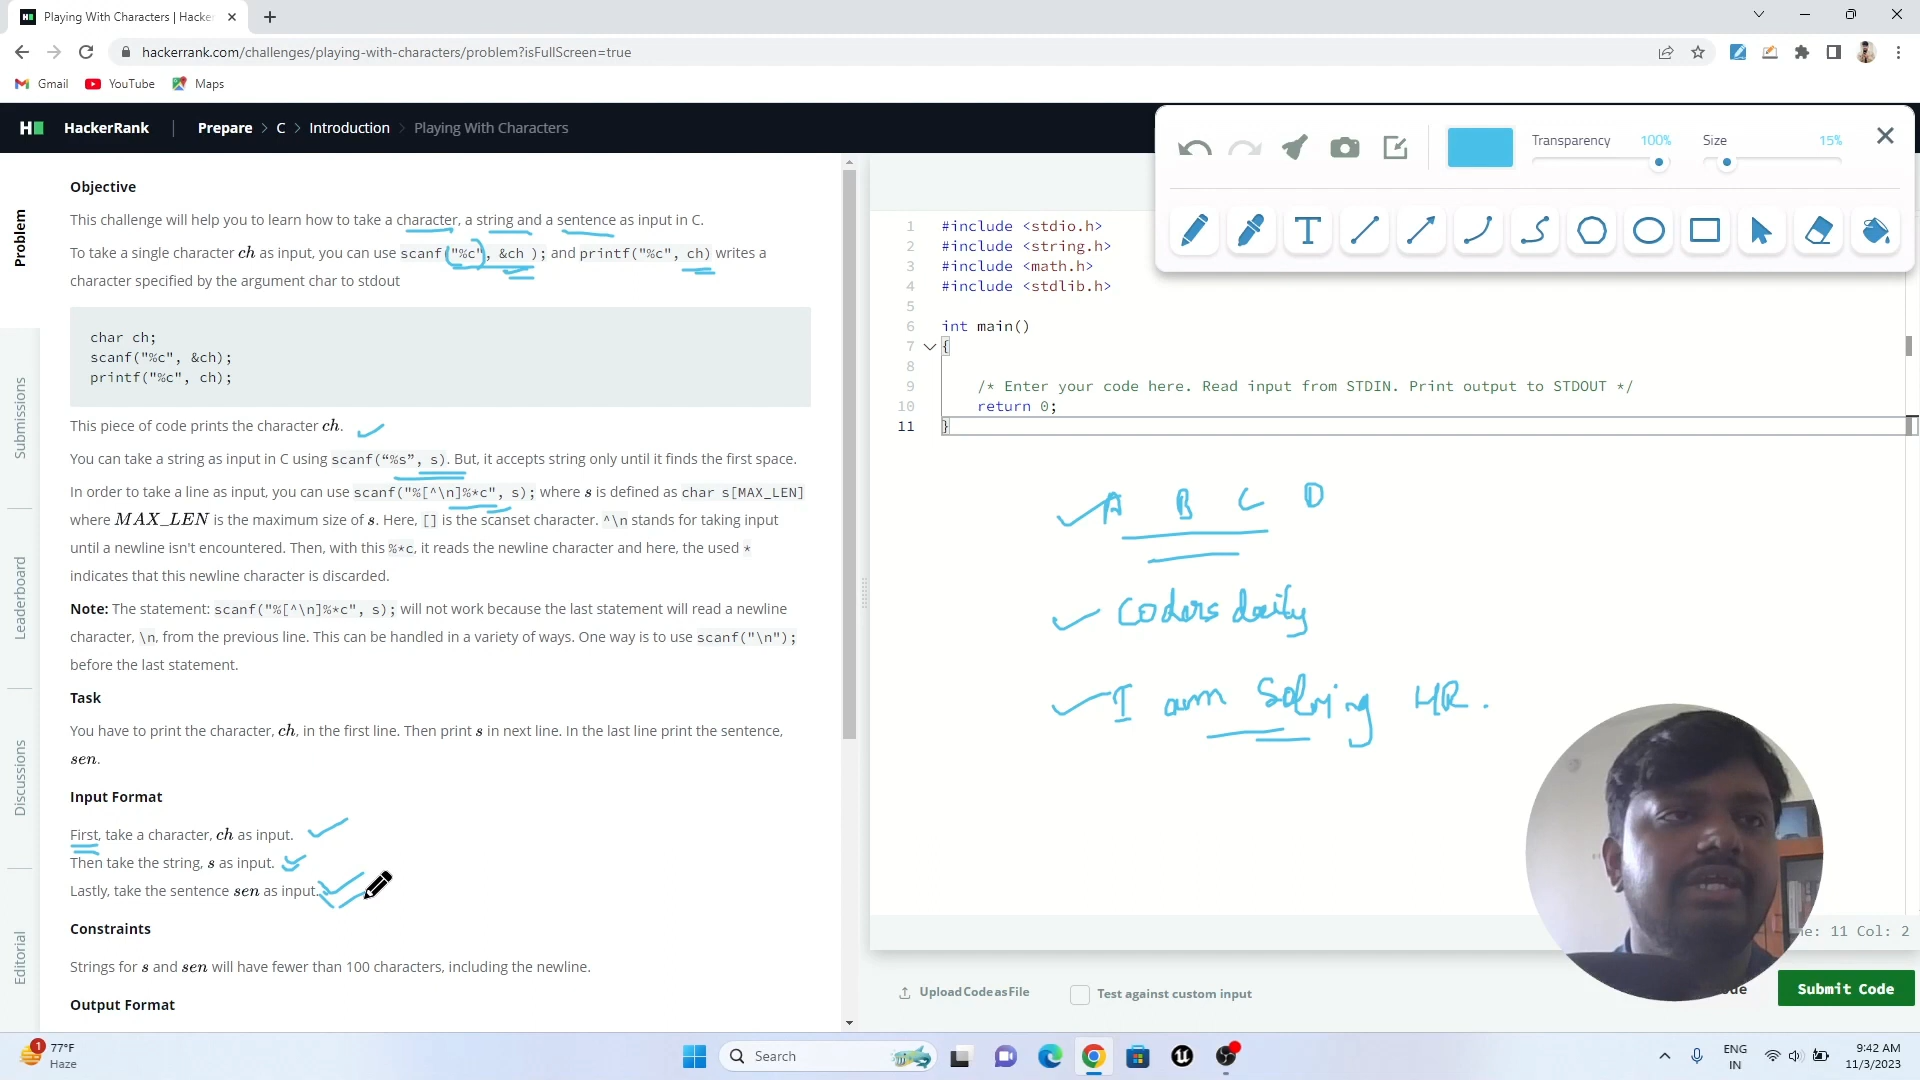 Playing With Characters | Hacker
hackerrank.com/challenges/playing-with-characters/problem?isFullScreen=true
Gmail YouTube Maps
HackerRank | Prepare > C > Introduction > Playing With Characters
Transparency 100% Size 15%
Problem
Submissions
Leaderboard
Discussions
Editorial
Objective
This challenge will help you to learn how to take a character, a string and a sentence as input in C.
To take a single character ch as input, you can use scanf("%c", &ch ); and printf("%c", ch) writes a
character specified by the argument char to stdout
char ch;
scanf("%c", &ch);
printf("%c", ch);
This piece of code prints the character ch.
You can take a string as input in C using scanf(“%s”, s). But, it accepts string only until it finds the first space.
In order to take a line as input, you can use scanf("%[^\n]%*c", s); where s is defined as char s[MAX_LEN]
where MAX_LEN is the maximum size of s. Here, [] is the scanset character. ^\n stands for taking input
until a newline isn't encountered. Then, with this %*c, it reads the newline character and here, the used *
indicates that this newline character is discarded.
Note: The statement: scanf("%[^\n]%*c", s); will not work because the last statement will read a newline
character, \n, from the previous line. This can be handled in a variety of ways. One way is to use scanf("\n");
before the last statement.
Task
You have to print the character, ch, in the first line. Then print s in next line. In the last line print the sentence,
sen.
Input Format
First, take a character, ch as input.
Then take the string, s as input.
Lastly, take the sentence sen as input.
Constraints
Strings for s and sen will have fewer than 100 characters, including the newline.
Output Format
1 #include <stdio.h>
2 #include <string.h>
3 #include <math.h>
4 #include <stdlib.h>
5
6 int main()
7 {
8
9 /* Enter your code here. Read input from STDIN. Print output to STDOUT */
10 return 0;
11 }
A B C D
Coders daily
I am Solving HR.
11 Col: 2
Upload Code as File
Test against custom input
Submit Code
1
77°F
Haze
Search
ENG
IN
9:42 AM
11/3/2023